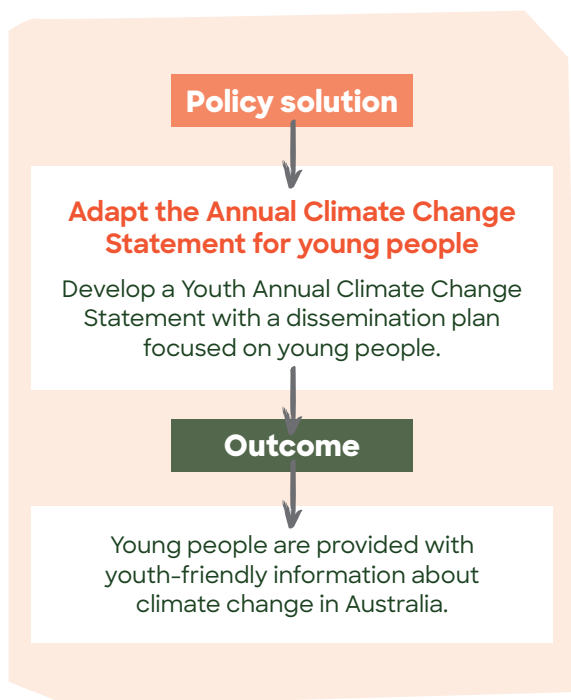 Policy solution
Adapt the Annual Climate Change
Statement for young people
Develop a Youth Annual Climate Change
Statement with a dissemination plan
focused on young people.
Outcome
Young people are provided with
youth-friendly information about
climate change in Australia.